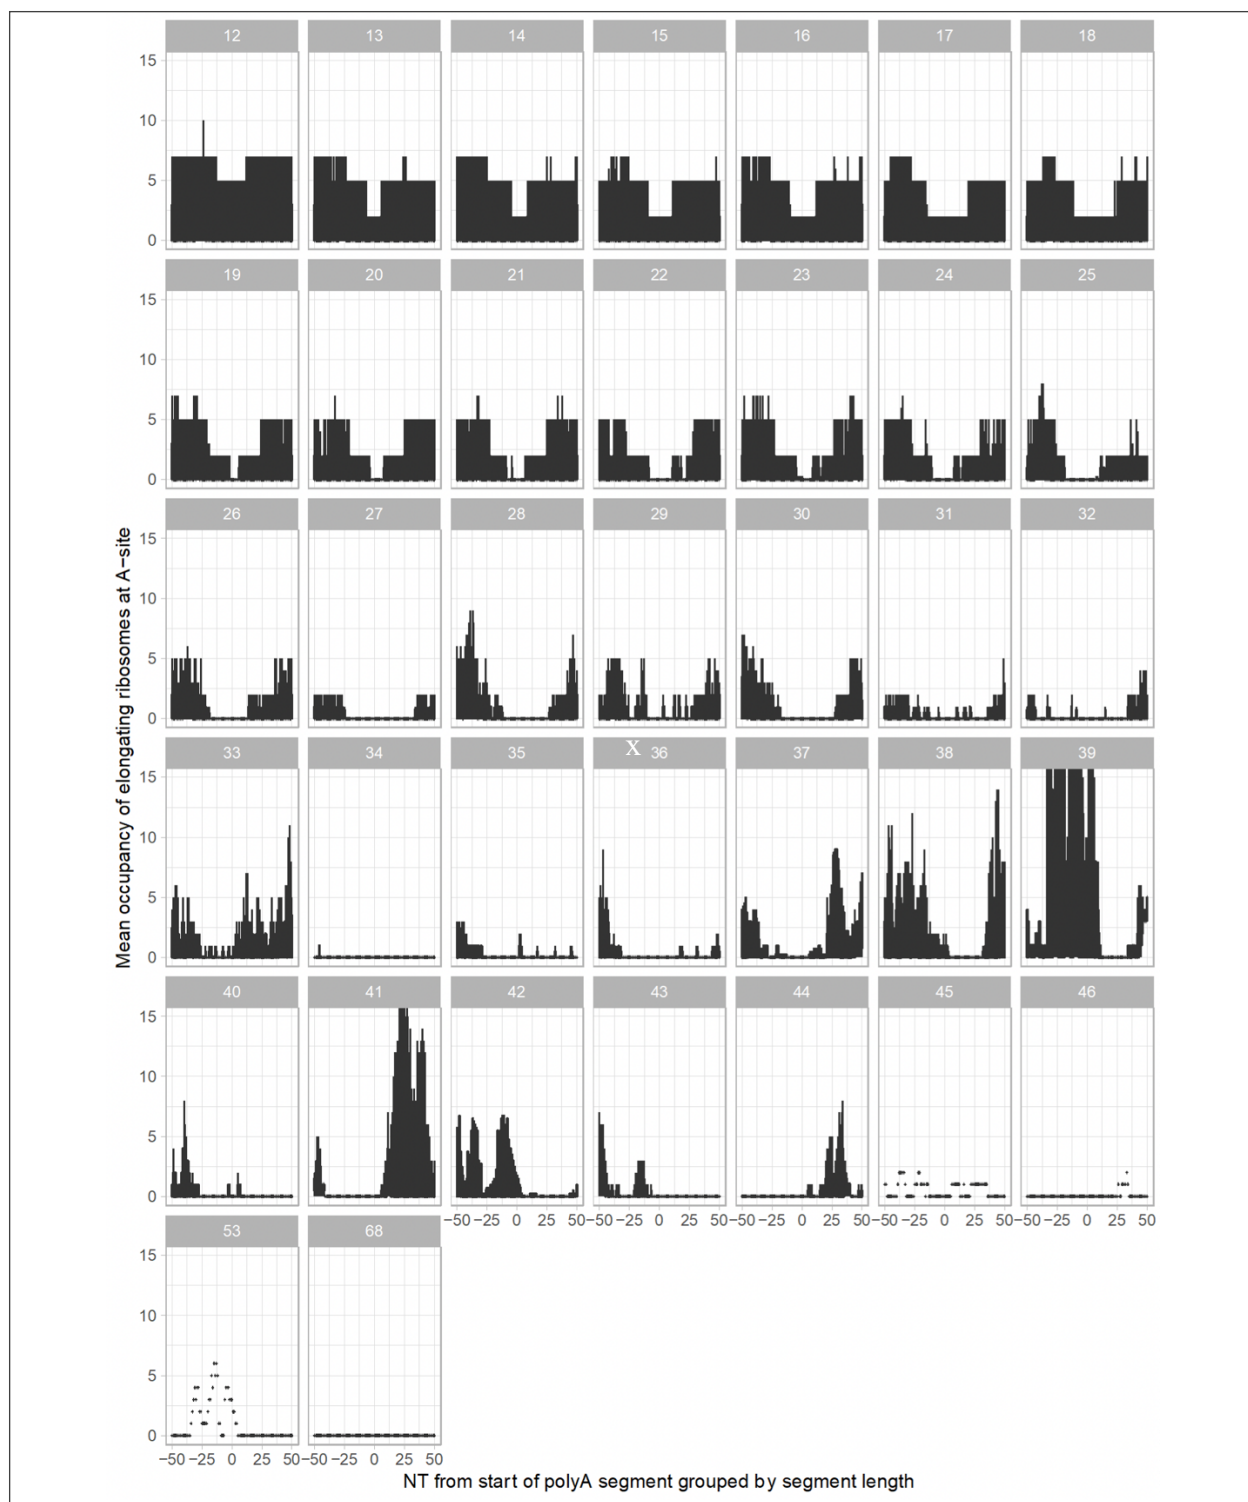 12 13 14 15 16 17 18
15
10
5
0
19 20 21 22 23 24 25
15
10
5
0
26 27 28 29 30 31 32
15
10
5
0
33 34 35 X 36 37 38 39
15
10
5
0
40 41 42 43 44 45 46
15
10
5
0
−50 −25 0 25 50 −50 −25 0 25 50 −50 −25 0 25 50 −50 −25 0 25 50 −50 −25 0 25 50
53 68
15
10
5
0
−50 −25 0 25 50 −50 −25 0 25 50
Mean occupancy of elongating ribosomes at A−site
NT from start of polyA segment grouped by segment length